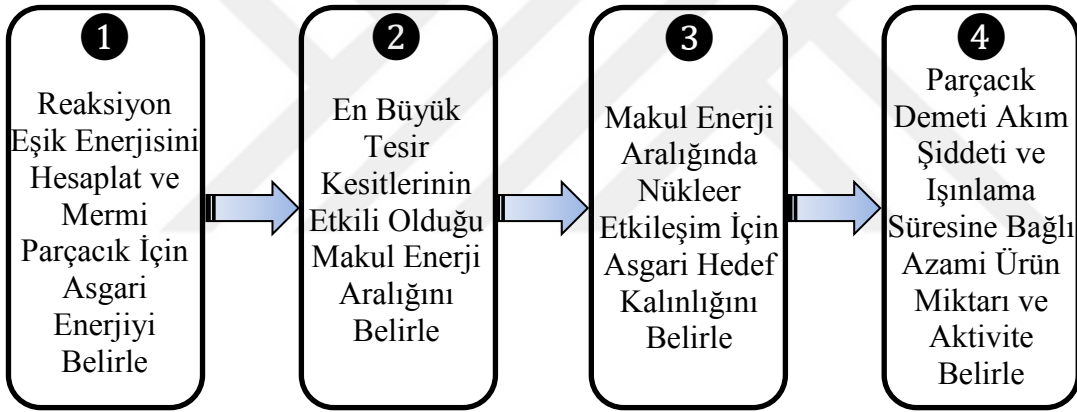 1
Reaksiyon
Eşik Enerjisini
Hesaplat ve
Mermi
Parçacık İçin
Asgari
Enerjiyi
Belirle
2
En Büyük
Tesir
Kesitlerinin
Etkili Olduğu
Makul Enerji
Aralığını
Belirle
3
Makul Enerji
Aralığında
Nükleer
Etkileşim İçin
Asgari Hedef
Kalınlığını
Belirle
4
Parçacık
Demeti Akım
Şiddeti ve
Işınlama
Süresine Bağlı
Azami Ürün
Miktarı ve
Aktivite
Belirle